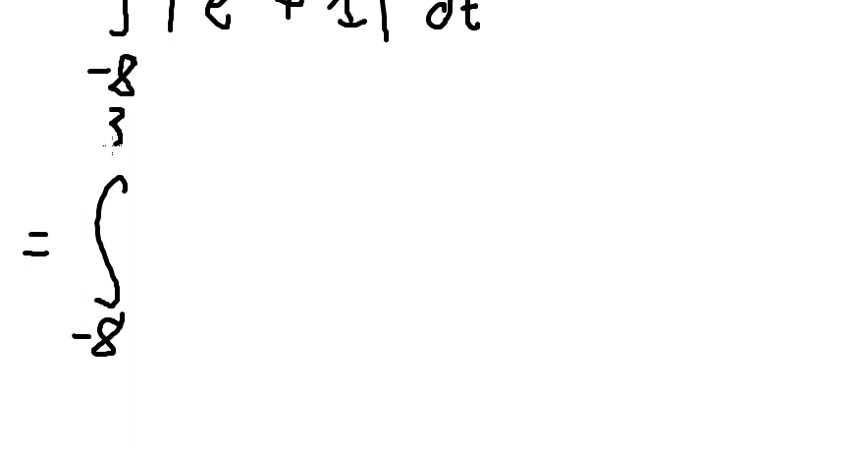 ∫ | e + 1 | dt
-8
3
= ∫
-8